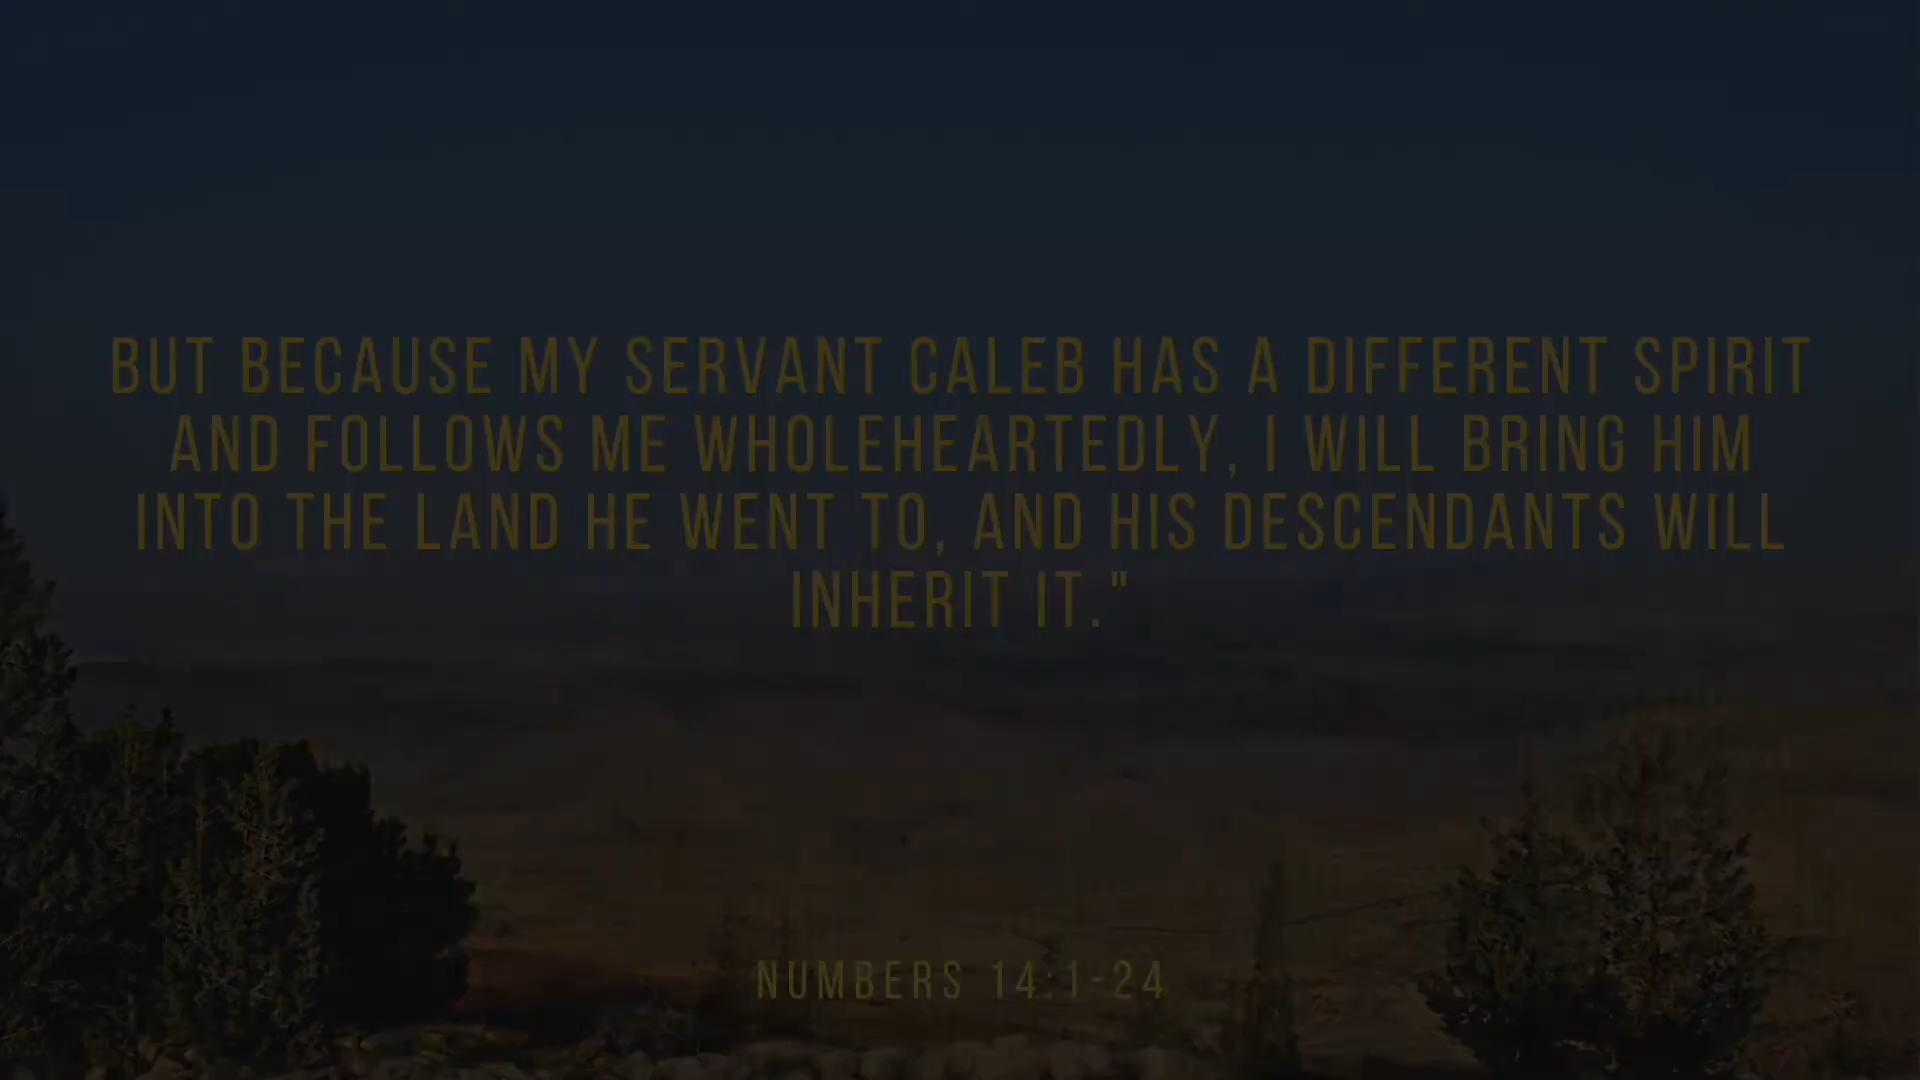 BUT BECAUSE MY SERVANT CALEB HAS A DIFFERENT SPIRIT
AND FOLLOWS ME WHOLEHEARTEDLY, I WILL BRING HIM
INTO THE LAND HE WENT TO, AND HIS DESCENDANTS WILL
INHERIT IT."
NUMBERS 14:1-24